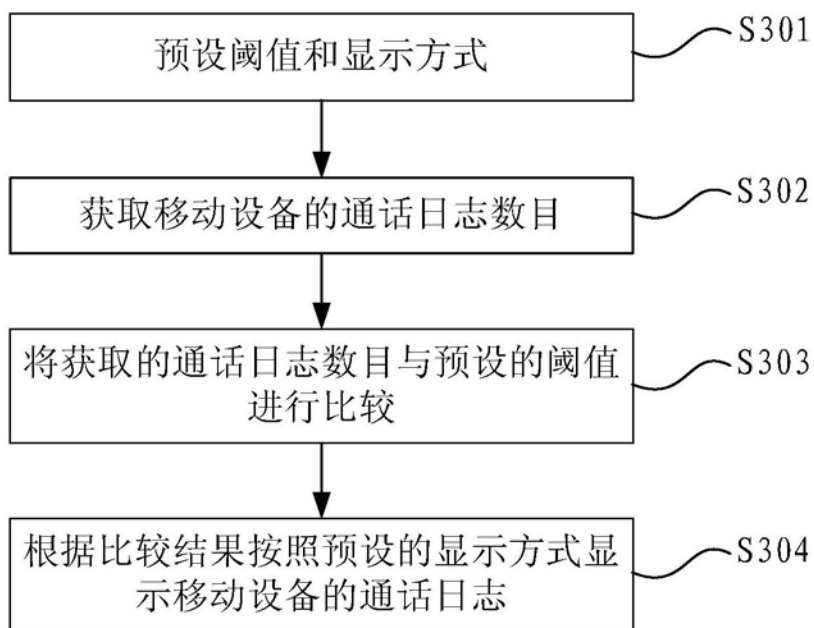 预设阈值和显示方式
S301
获取移动设备的通话日志数目
S302
将获取的通话日志数目与预设的阈值
进行比较
S303
根据比较结果按照预设的显示方式显
示移动设备的通话日志
S304